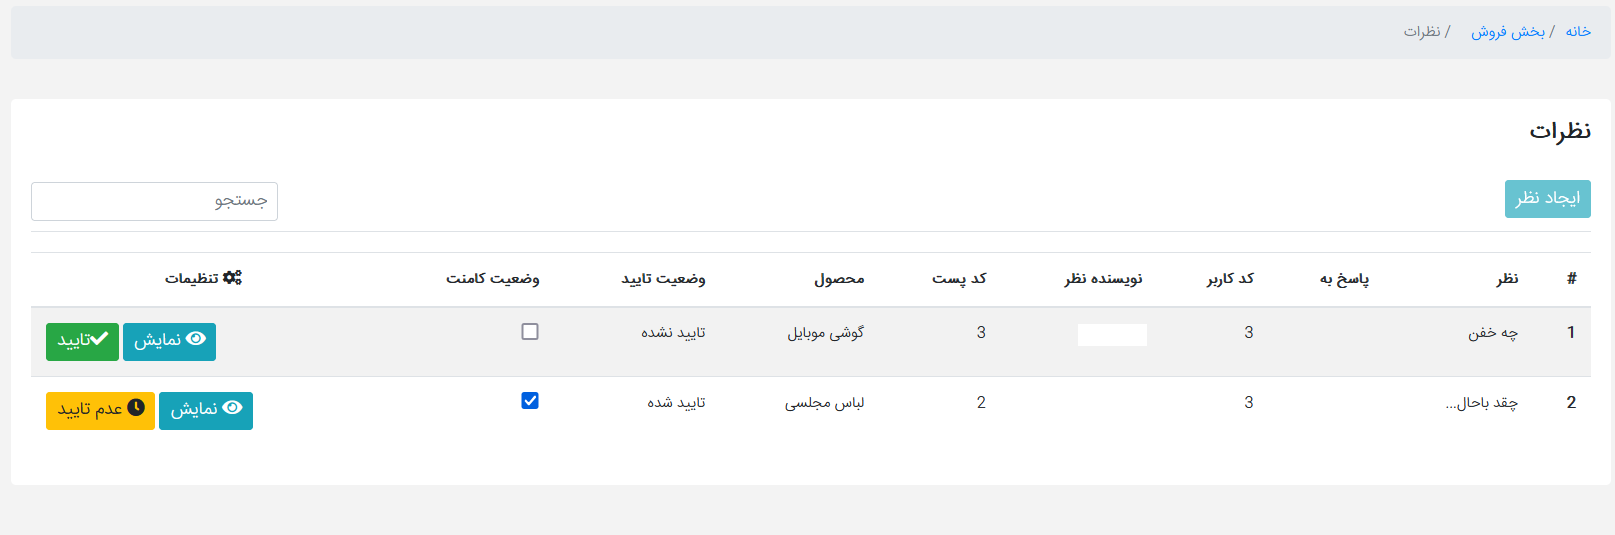 خانه / بخش فروش / نظرات
نظرات
ایجاد نظر جستجو
# نظر پاسخ به کد کاربر نویسنده نظر کد پست محصول وضعیت تایید وضعیت کامنت تنظیمات
1 چه خفن 3 3 گوشی موبایل تایید نشده نمایش تایید
2 چقد باحال... 3 2 لباس مجلسی تایید شده نمایش عدم تایید